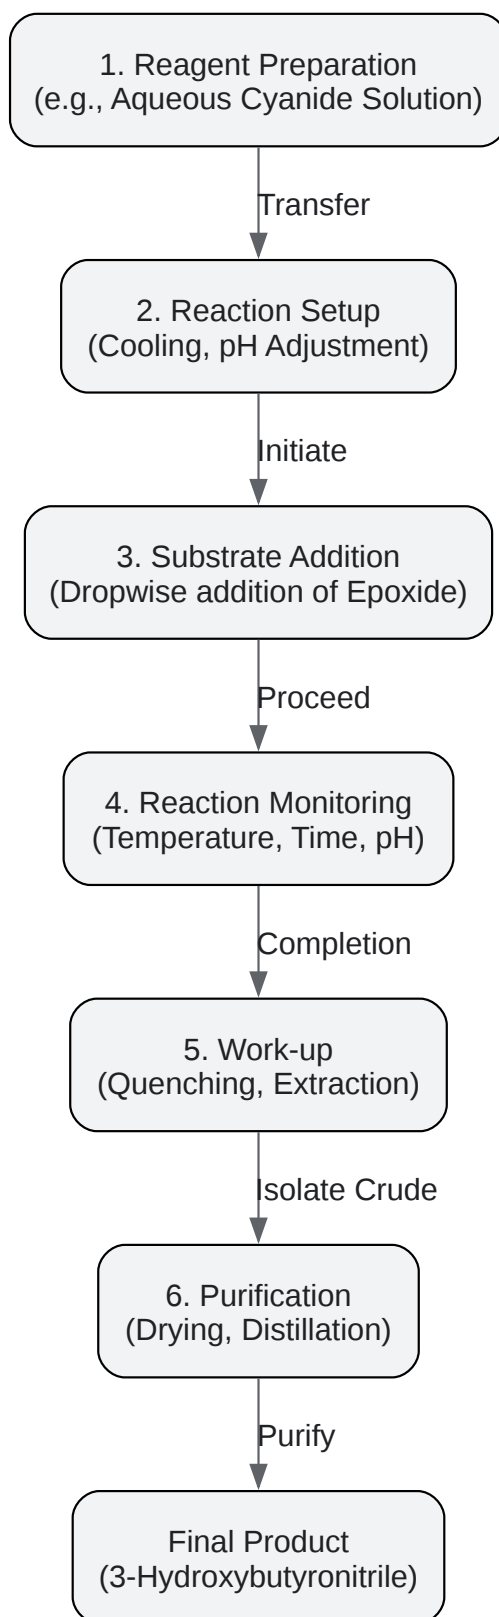 1. Reagent Preparation
(e.g., Aqueous Cyanide Solution)
Transfer
2. Reaction Setup
(Cooling, pH Adjustment)
Initiate
3. Substrate Addition
(Dropwise addition of Epoxide)
Proceed
4. Reaction Monitoring
(Temperature, Time, pH)
Completion
5. Work-up
(Quenching, Extraction)
Isolate Crude
6. Purification
(Drying, Distillation)
Purify
Final Product
(3-Hydroxybutyronitrile)